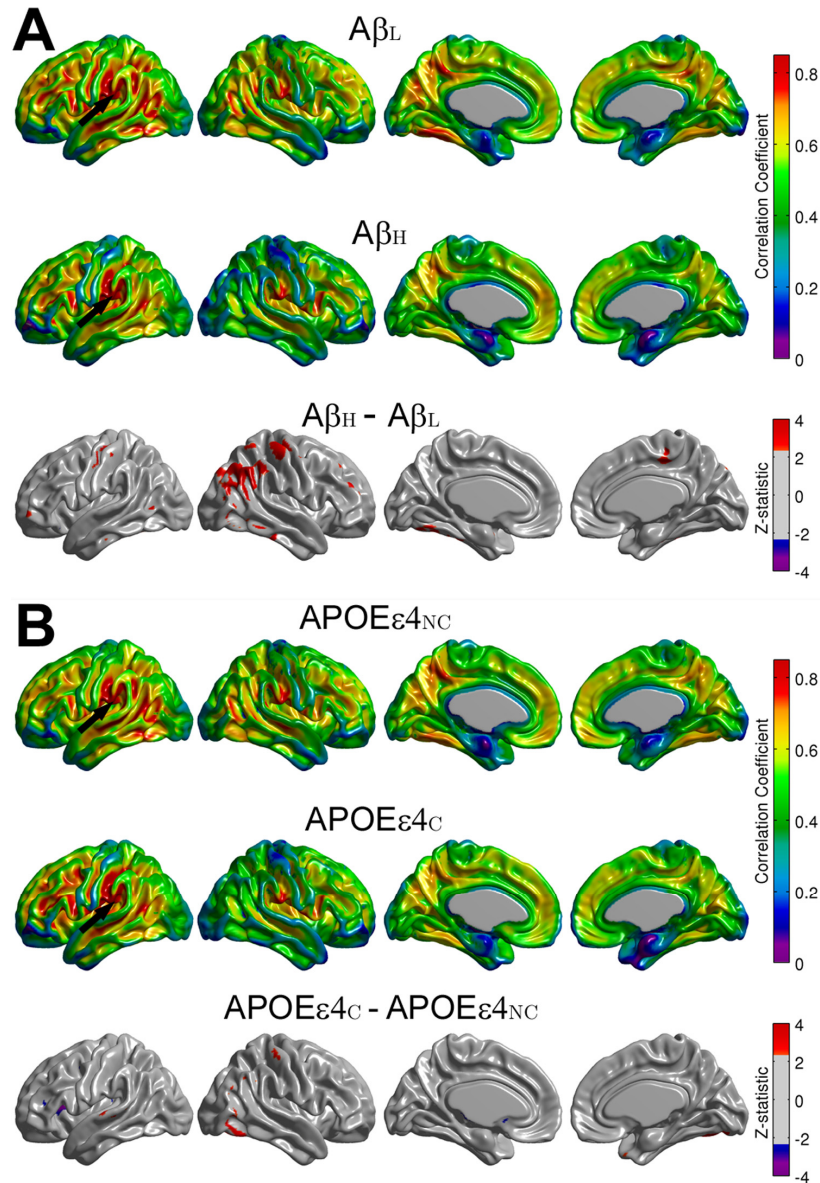 A
AβL
0.8
0.6
0.4
0.2
0
Correlation Coefficient
AβH
AβH - AβL
4
2
0
-2
-4
Z-statistic
B
APOEε4NC
0.8
0.6
0.4
0.2
0
Correlation Coefficient
APOEε4C
APOEε4C - APOEε4NC
4
2
0
-2
-4
Z-statistic